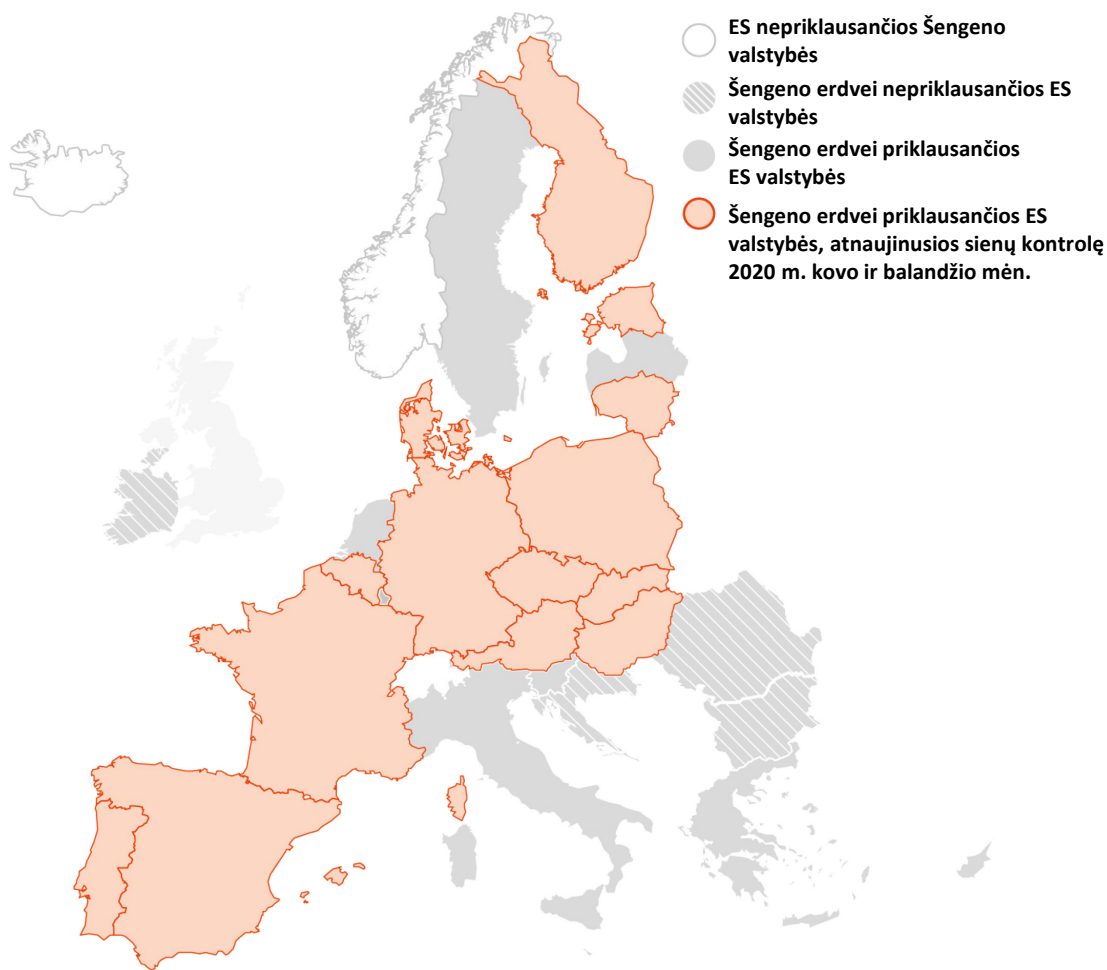 ES nepriklausančios Šengeno
valstybės
Šengeno erdvei nepriklausančios ES
valstybės
Šengeno erdvei priklausančios
ES valstybės
Šengeno erdvei priklausančios ES
valstybės, atnaujinusios sienų kontrolę
2020 m. kovo ir balandžio mėn.